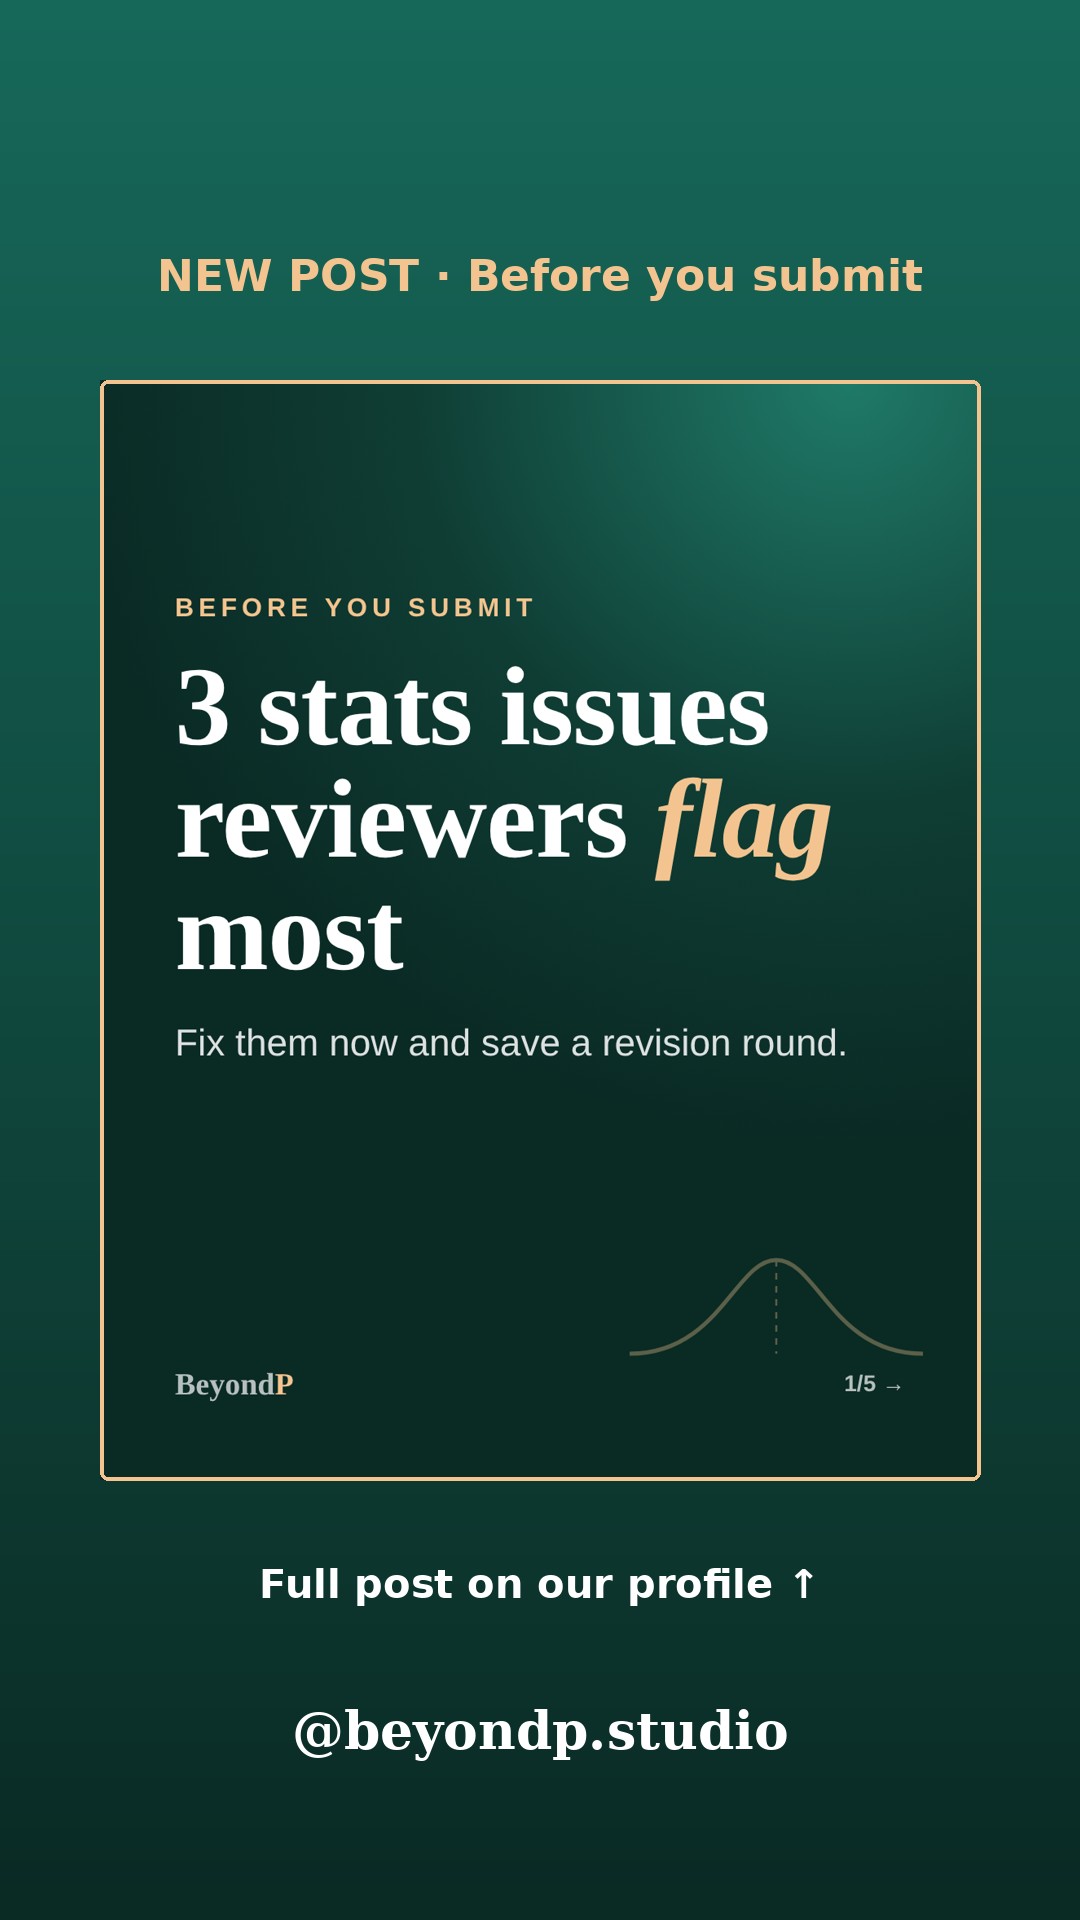 NEW POST · Before you submit
BEFORE YOU SUBMIT
3 stats issues
reviewers flag
most
Fix them now and save a revision round.
BeyondP
1/5 →
Full post on our profile ↑
@beyondp.studio